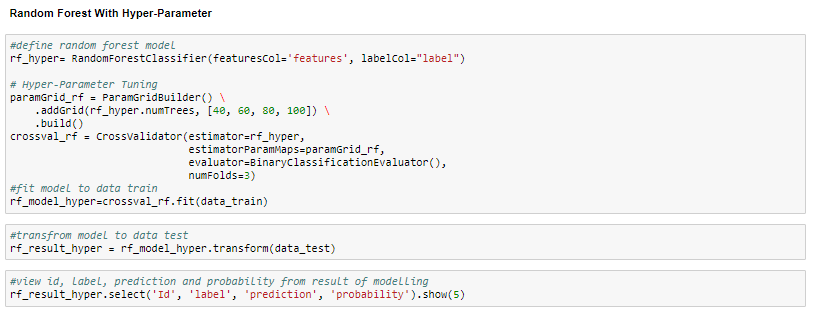 Random Forest With Hyper-Parameter
#define random forest model
rf_hyper= RandomForestClassifier(featuresCol='features', labelCol="label")
# Hyper-Parameter Tuning
paramGrid_rf = ParamGridBuilder() \
    .addGrid(rf_hyper.numTrees, [40, 60, 80, 100]) \
    .build()
crossval_rf = CrossValidator(estimator=rf_hyper,
                             estimatorParamMaps=paramGrid_rf,
                             evaluator=BinaryClassificationEvaluator(),
                             numFolds=3)
#fit model to data train
rf_model_hyper=crossval_rf.fit(data_train)
#transfrom model to data test
rf_result_hyper = rf_model_hyper.transform(data_test)
#view id, label, prediction and probability from result of modelling
rf_result_hyper.select('Id', 'label', 'prediction', 'probability').show(5)